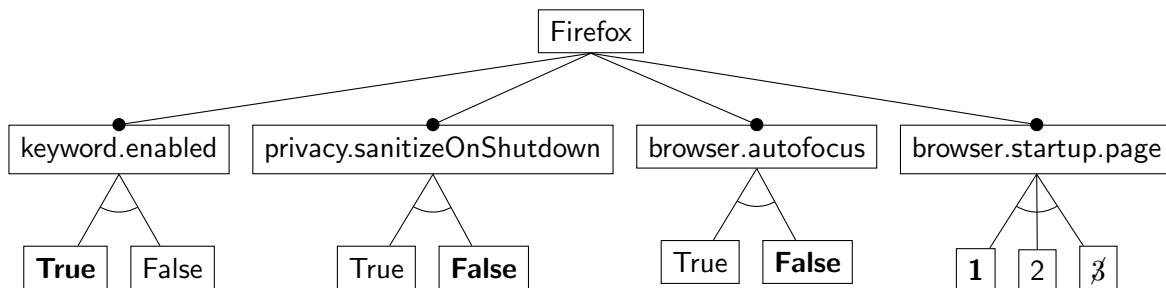 Firefox
keyword.enabled privacy.sanitizeOnShutdown browser.autofocus browser.startup.page
True False True False True False 1 2 3